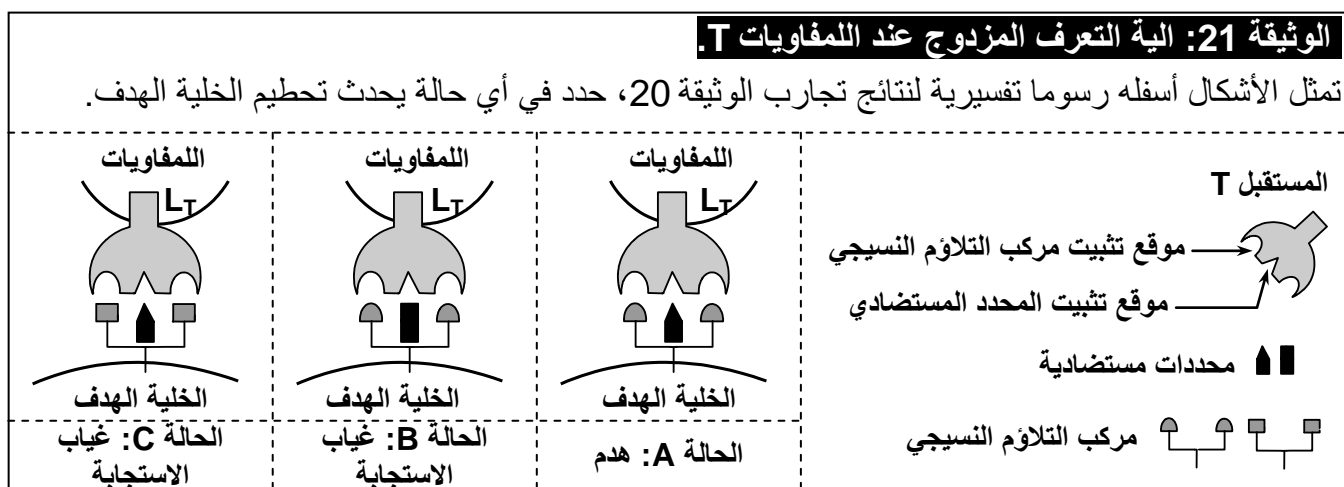 الوثيقة 21: الية التعرف المزدوج عند اللمفاويات T.
تمثل الأشكال أسفله رسوما تفسيرية لنتائج تجارب الوثيقة 20، حدد في أي حالة يحدث تحطيم الخلية الهدف.
المستقبل T
موقع تثبيت مركب التلاؤم النسيجي
موقع تثبيت المحدد المستضادي
محددات مستضادية
مركب التلاؤم النسيجي
اللمفاويات
LT
الخلية الهدف
الحالة A: هدم
اللمفاويات
LT
الخلية الهدف
الحالة B: غياب
الاستجابة
اللمفاويات
LT
الخلية الهدف
الحالة C: غياب
الاستجابة